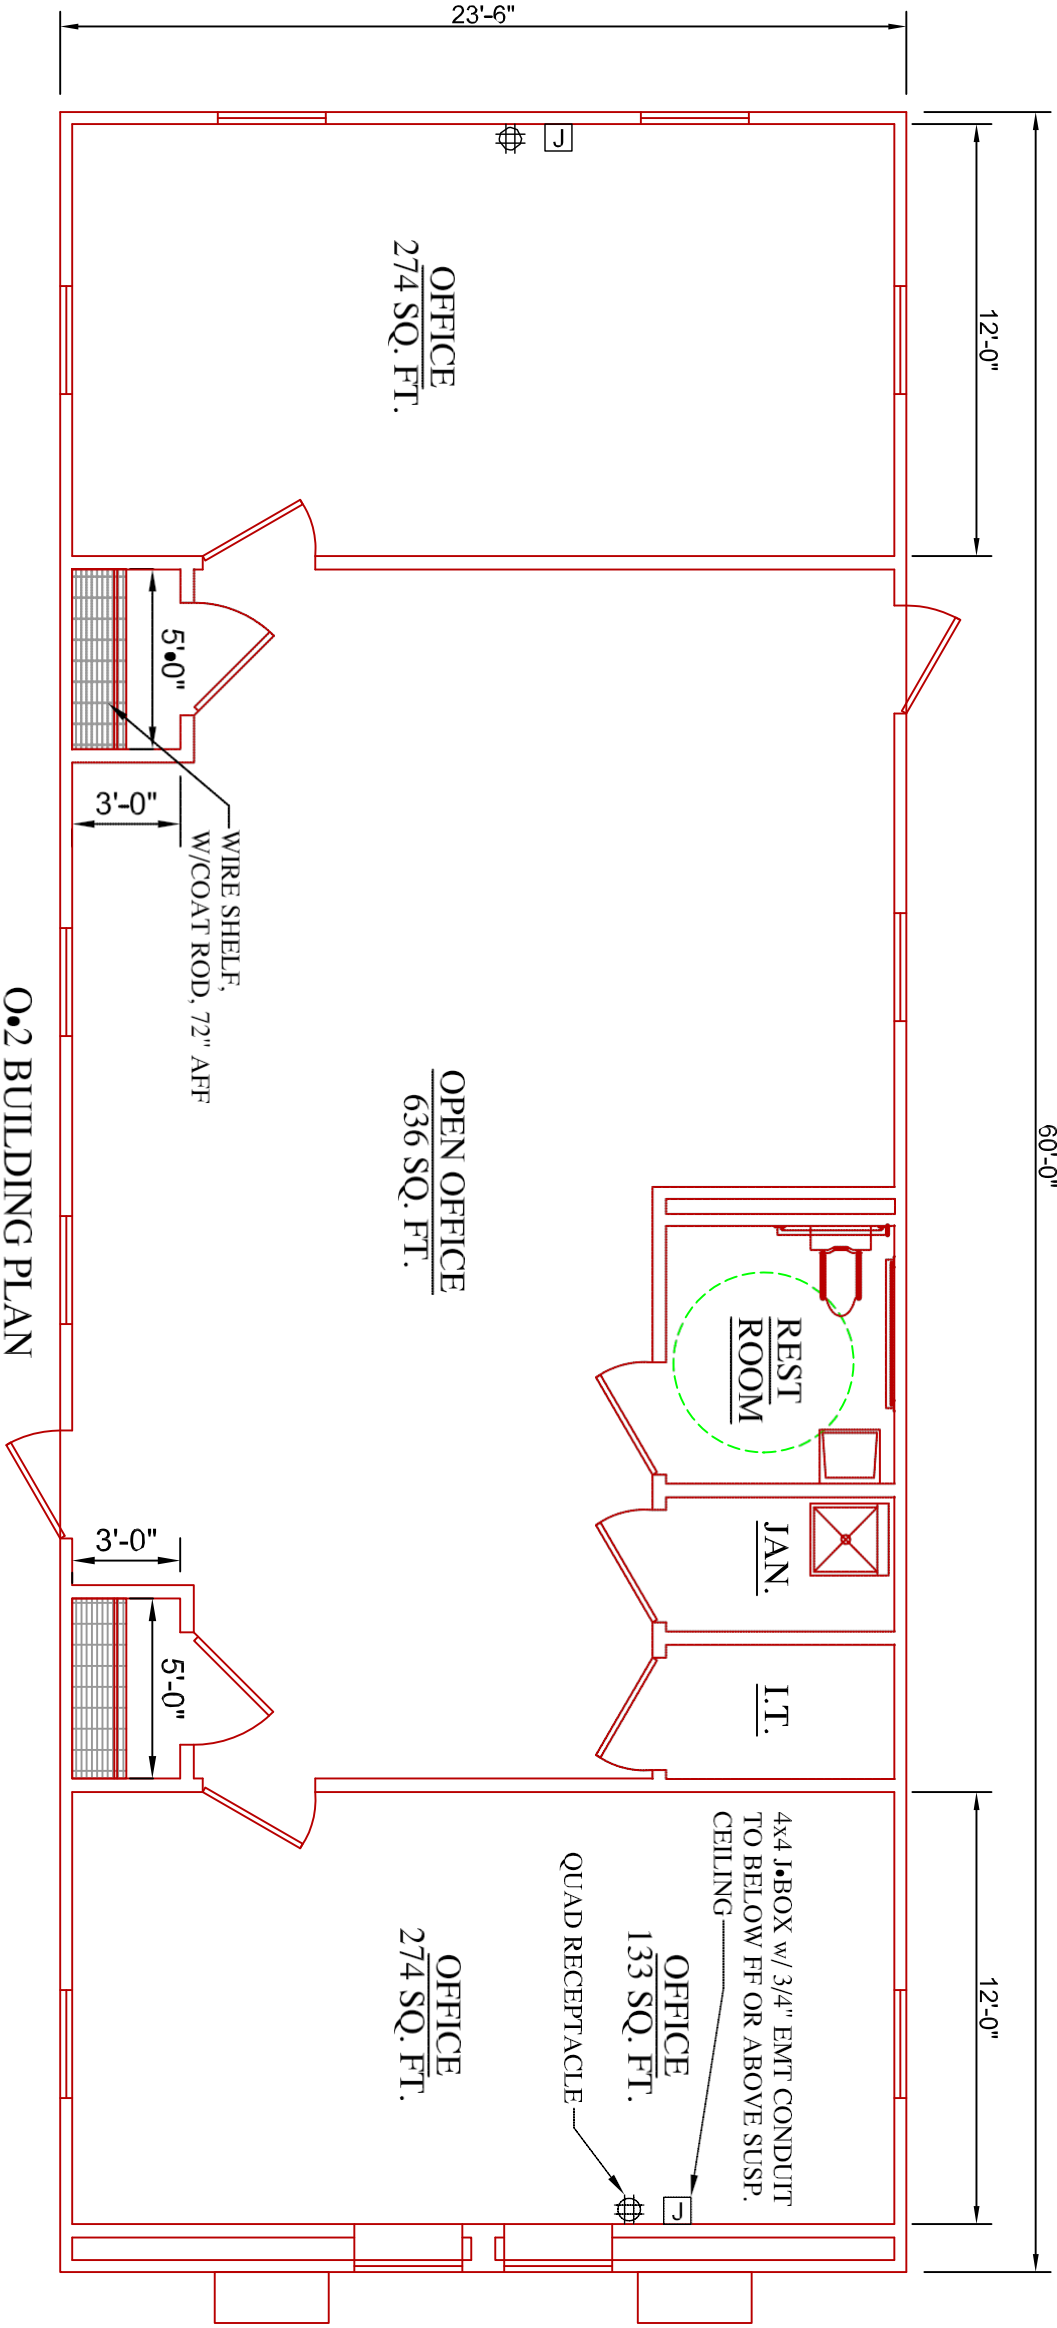 23'-6"
60'-0"
12'-0"
J
OFFICE
274 SQ. FT.
5'•0"
3'-0"
WIRE SHELF,
W/COAT ROD, 72" AFF
OPEN OFFICE
636 SQ. FT.
REST
ROOM
JAN.
I.T.
3'-0"
5'-0"
12'-0"
4x4 J•BOX w/ 3/4" EMT CONDUIT
TO BELOW FF OR ABOVE SUSP.
CEILING
OFFICE
133 SQ. FT.
QUAD RECEPTACLE
J
OFFICE
274 SQ. FT.
O•2 BUILDING PLAN